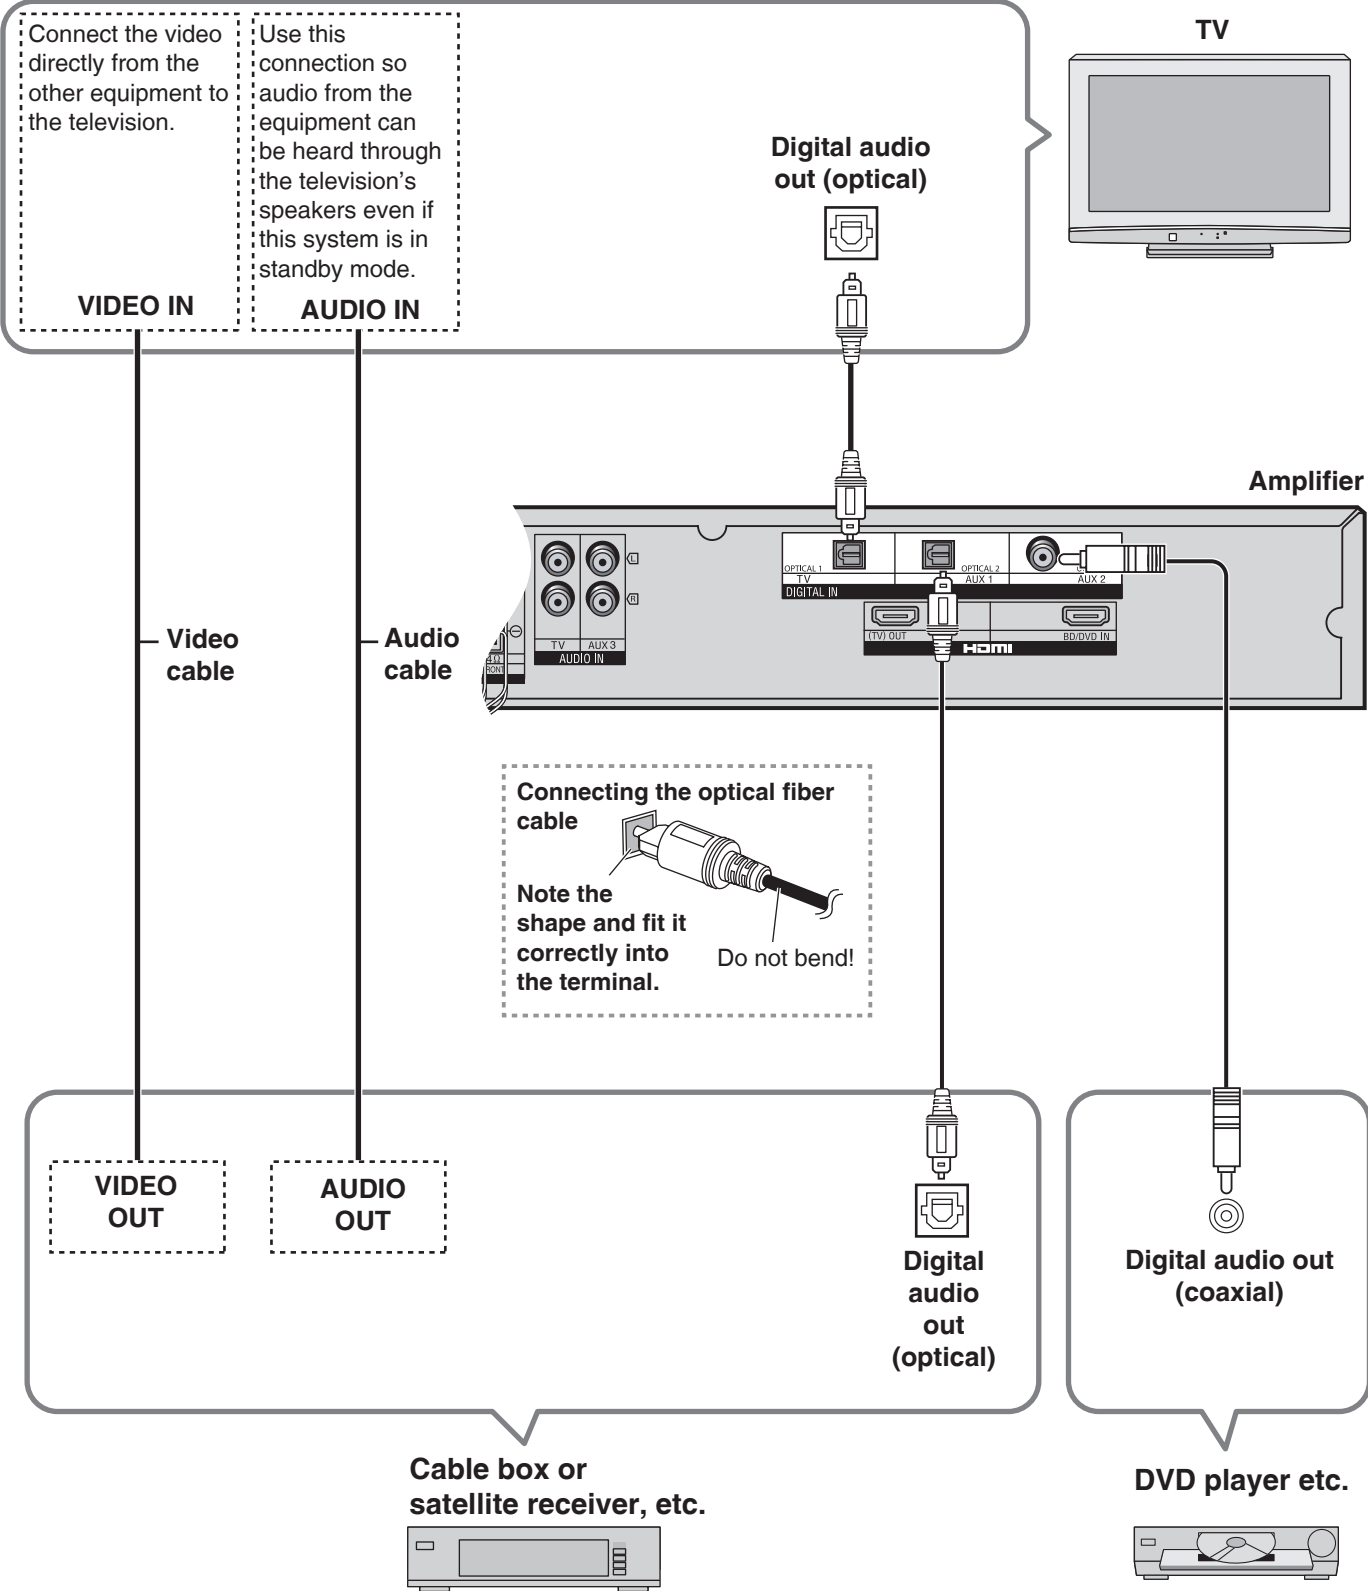 Connect the video
directly from the
other equipment to
the television.
VIDEO IN
Use this
connection so
audio from the
equipment can
be heard through
the television's
speakers even if
this system is in
standby mode.
AUDIO IN
Digital audio
out (optical)
TV
Amplifier
OPTICAL 1
TV
OPTICAL 2
AUX 1
AUX 2
DIGITAL IN
(TV) OUT
BD/DVD IN
HDMI
L
R
TV
AUX 3
AUDIO IN
4Ω
Video
cable
Audio
cable
Connecting the optical fiber
cable
Note the
shape and fit it
correctly into
the terminal.
Do not bend!
VIDEO
OUT
AUDIO
OUT
Digital
audio
out
(optical)
Digital audio out
(coaxial)
Cable box or
satellite receiver, etc.
DVD player etc.